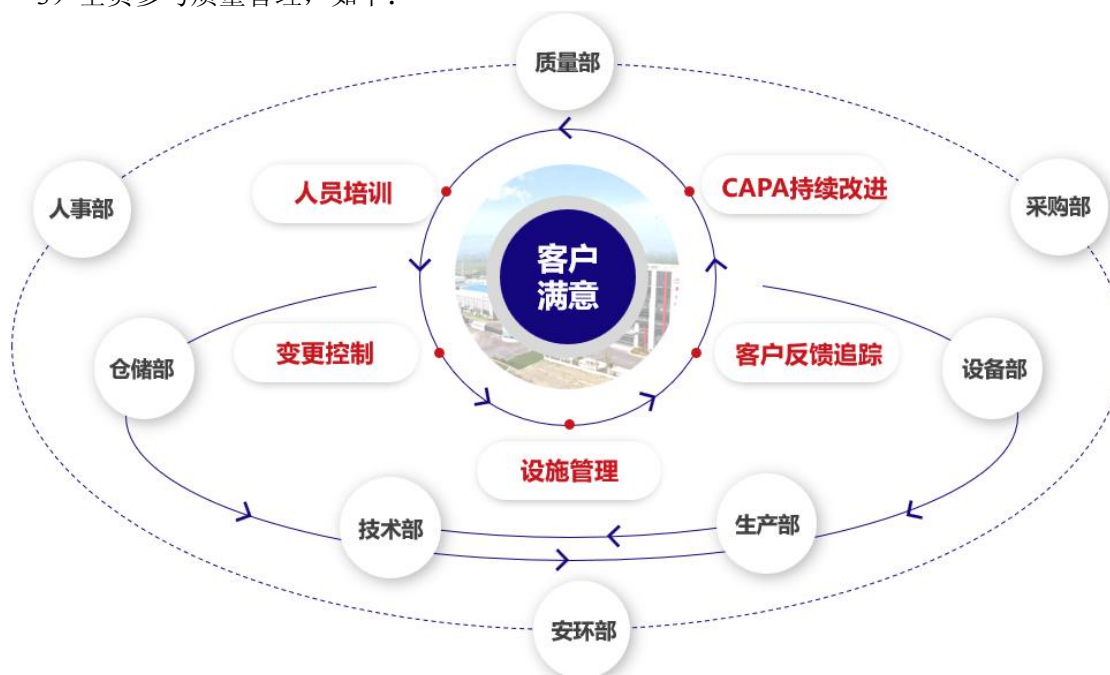 质量部
人员培训
CAPA持续改进
人事部
采购部
客户
满意
变更控制
客户反馈追踪
仓储部
设备部
设施管理
技术部
生产部
安环部